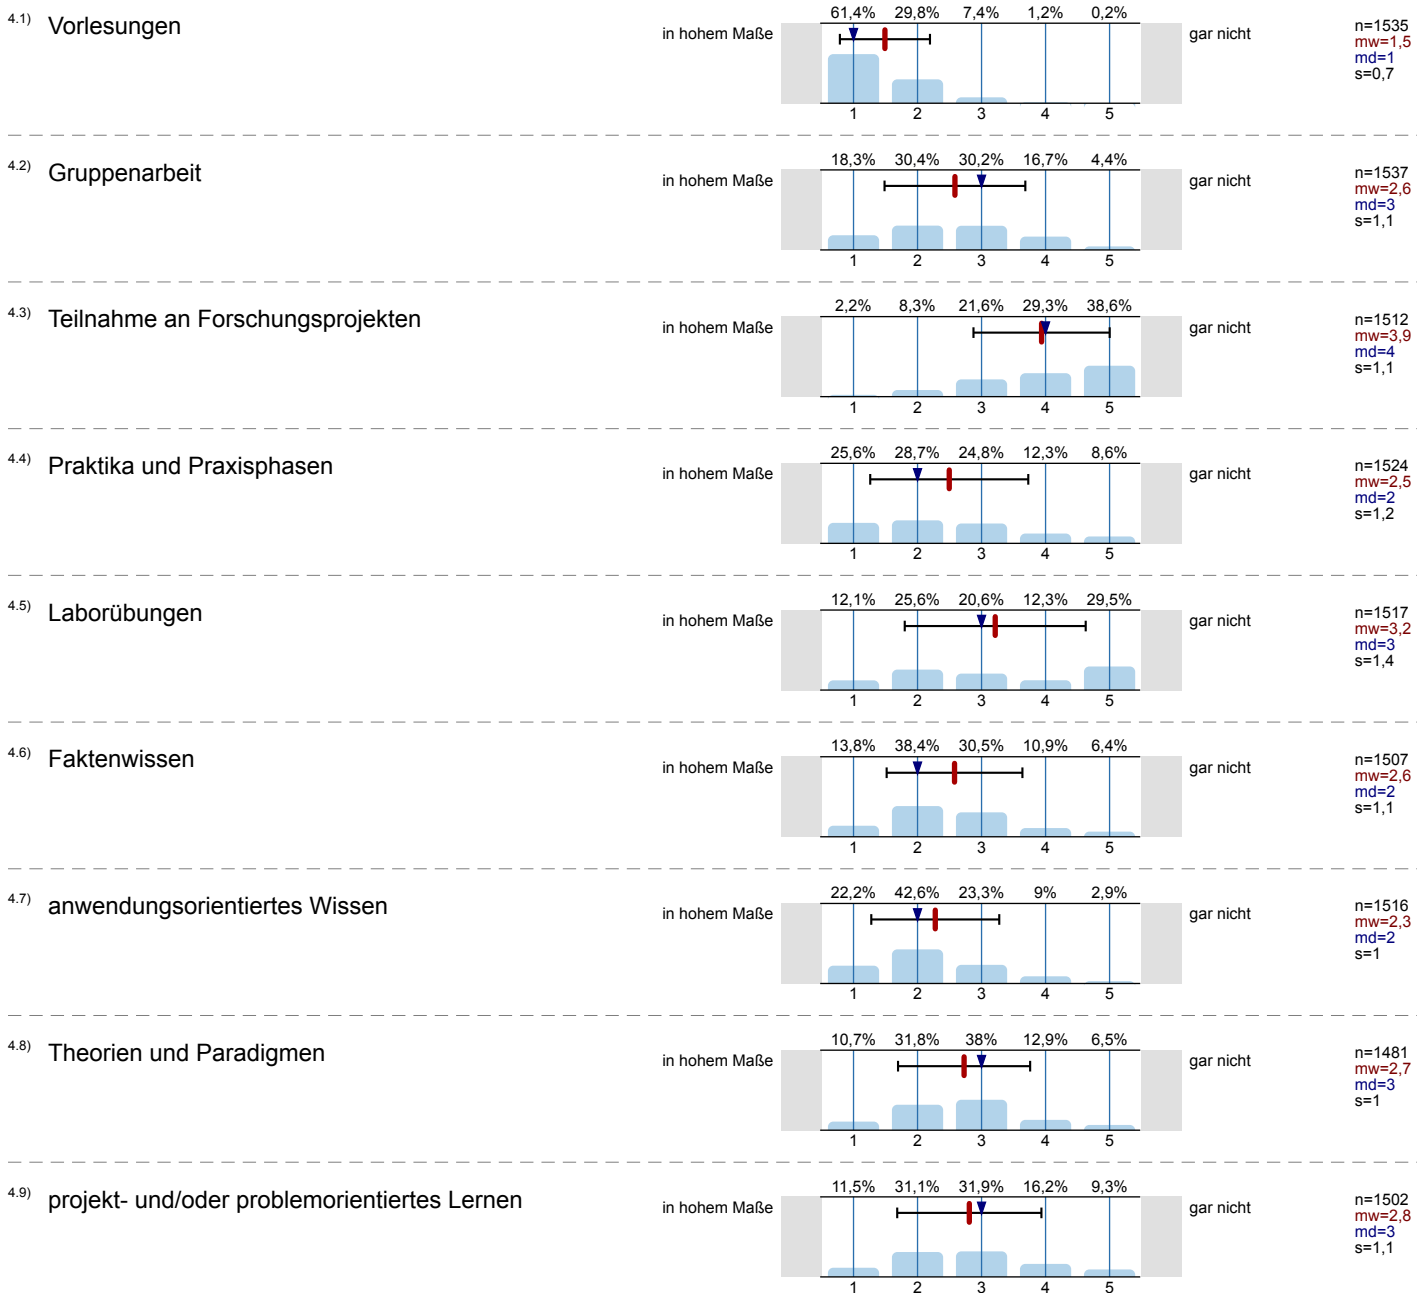 4.1) Vorlesungen
in hohem Maße
61,4% 29,8% 7,4% 1,2% 0,2%
1 2 3 4 5
gar nicht
n=1535
mw=1,5
md=1
s=0,7
4.2) Gruppenarbeit
in hohem Maße
18,3% 30,4% 30,2% 16,7% 4,4%
1 2 3 4 5
gar nicht
n=1537
mw=2,6
md=3
s=1,1
4.3) Teilnahme an Forschungsprojekten
in hohem Maße
2,2% 8,3% 21,6% 29,3% 38,6%
1 2 3 4 5
gar nicht
n=1512
mw=3,9
md=4
s=1,1
4.4) Praktika und Praxisphasen
in hohem Maße
25,6% 28,7% 24,8% 12,3% 8,6%
1 2 3 4 5
gar nicht
n=1524
mw=2,5
md=2
s=1,2
4.5) Laborübungen
in hohem Maße
12,1% 25,6% 20,6% 12,3% 29,5%
1 2 3 4 5
gar nicht
n=1517
mw=3,2
md=3
s=1,4
4.6) Faktenwissen
in hohem Maße
13,8% 38,4% 30,5% 10,9% 6,4%
1 2 3 4 5
gar nicht
n=1507
mw=2,6
md=2
s=1,1
4.7) anwendungsorientiertes Wissen
in hohem Maße
22,2% 42,6% 23,3% 9% 2,9%
1 2 3 4 5
gar nicht
n=1516
mw=2,3
md=2
s=1
4.8) Theorien und Paradigmen
in hohem Maße
10,7% 31,8% 38% 12,9% 6,5%
1 2 3 4 5
gar nicht
n=1481
mw=2,7
md=3
s=1
4.9) projekt- und/oder problemorientiertes Lernen
in hohem Maße
11,5% 31,1% 31,9% 16,2% 9,3%
1 2 3 4 5
gar nicht
n=1502
mw=2,8
md=3
s=1,1